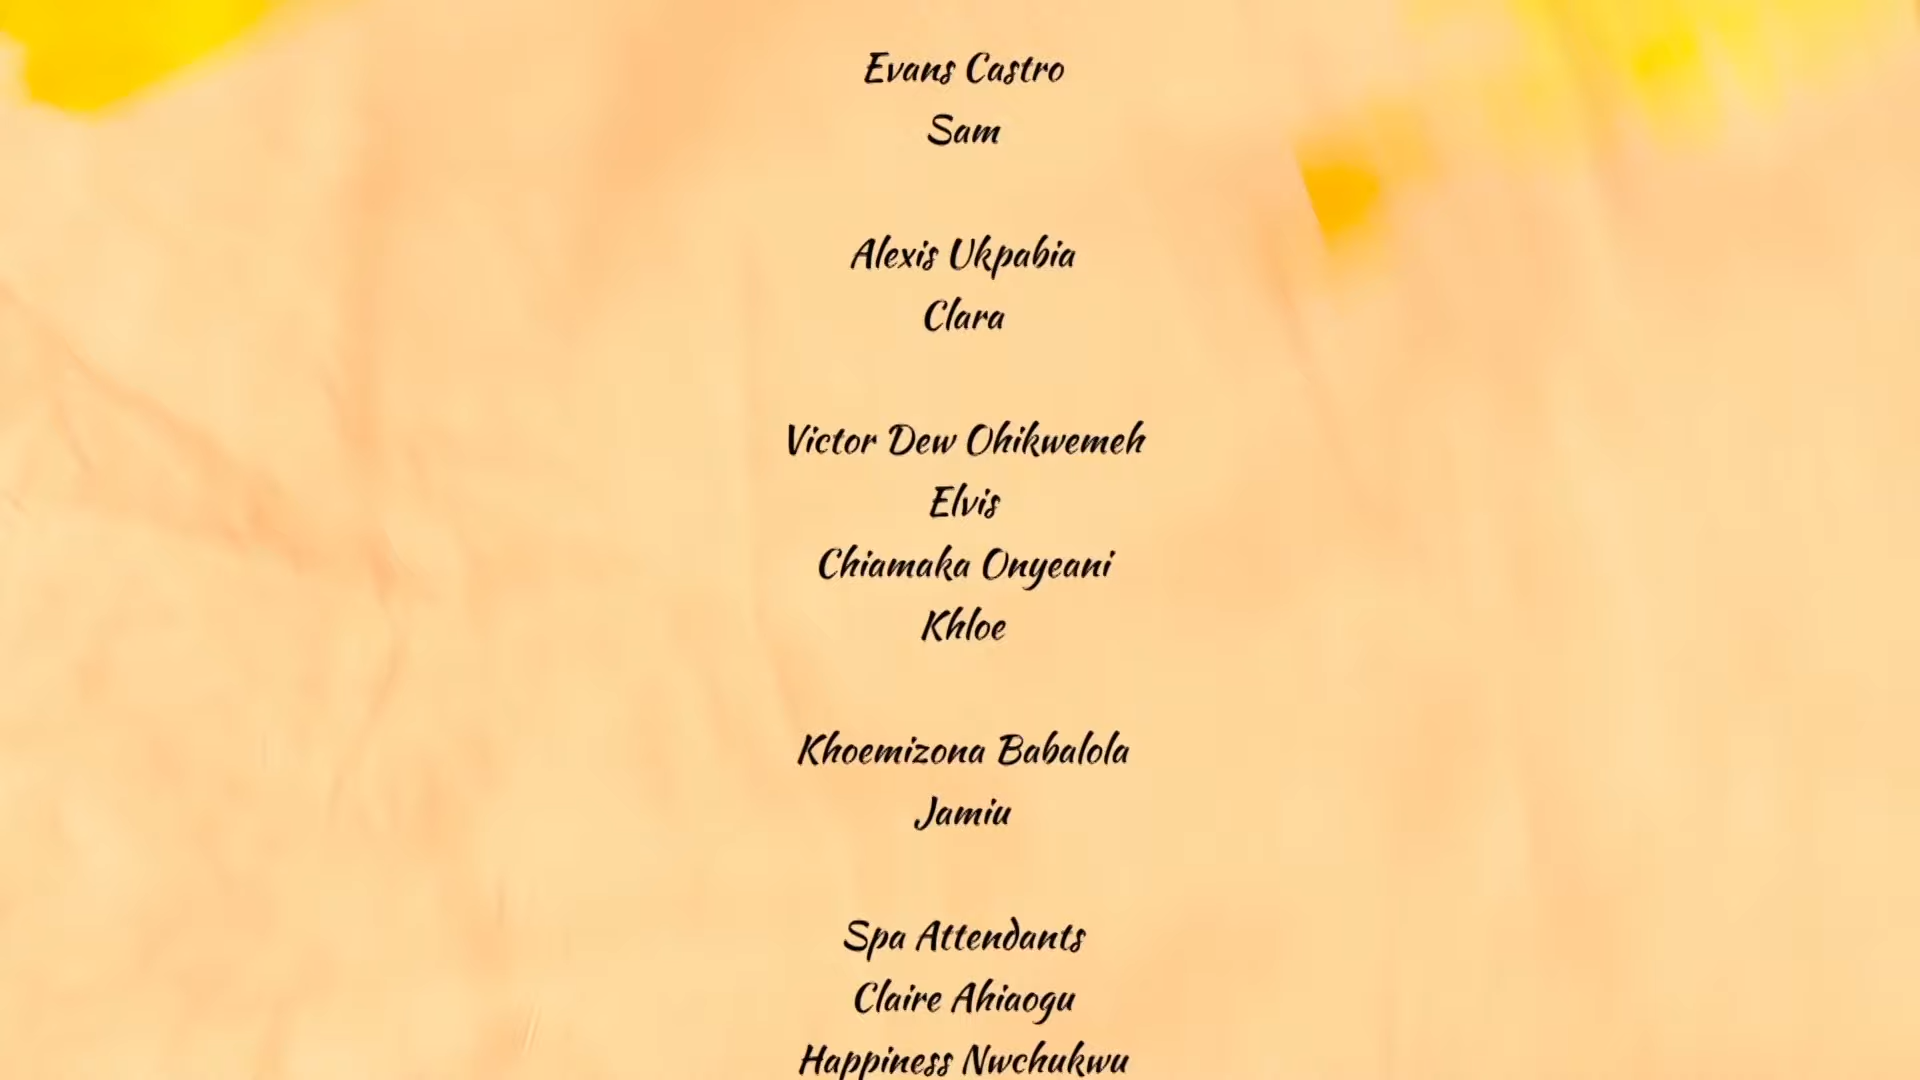 Evans Castro
Sam
Alexis Ukpabia
Clara
Victor Dew Ohikwemeh
Elvis
Chiamaka Onyeani
Khloe
Khoemizona Babalola
Jamiu
Spa Attendants
Claire Ahiaogu
Happiness Nwchukwu